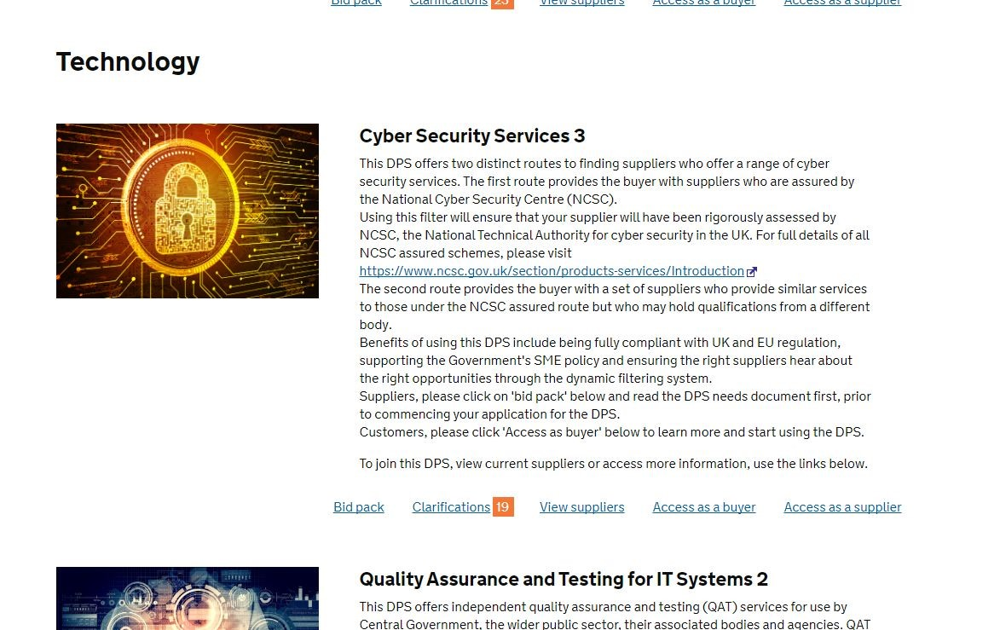 Bid pack Clarifications 23 View suppliers Access as a buyer Access as a supplier
Technology
Cyber Security Services 3
This DPS offers two distinct routes to finding suppliers who offer a range of cyber
security services. The first route provides the buyer with suppliers who are assured by
the National Cyber Security Centre (NCSC).
Using this filter will ensure that your supplier will have been rigorously assessed by
NCSC, the National Technical Authority for cyber security in the UK. For full details of all
NCSC assured schemes, please visit
https://www.ncsc.gov.uk/section/products-services/Introduction
The second route provides the buyer with a set of suppliers who provide similar services
to those under the NCSC assured route but who may hold qualifications from a different
body.
Benefits of using this DPS include being fully compliant with UK and EU regulation,
supporting the Government's SME policy and ensuring the right suppliers hear about
the right opportunities through the dynamic filtering system.
Suppliers, please click on 'bid pack' below and read the DPS needs document first, prior
to commencing your application for the DPS.
Customers, please click 'Access as buyer' below to learn more and start using the DPS.
To join this DPS, view current suppliers or access more information, use the links below.
Bid pack Clarifications 19 View suppliers Access as a buyer Access as a supplier
Quality Assurance and Testing for IT Systems 2
This DPS offers independent quality assurance and testing (QAT) services for use by
Central Government, the wider public sector, their associated bodies and agencies. QAT